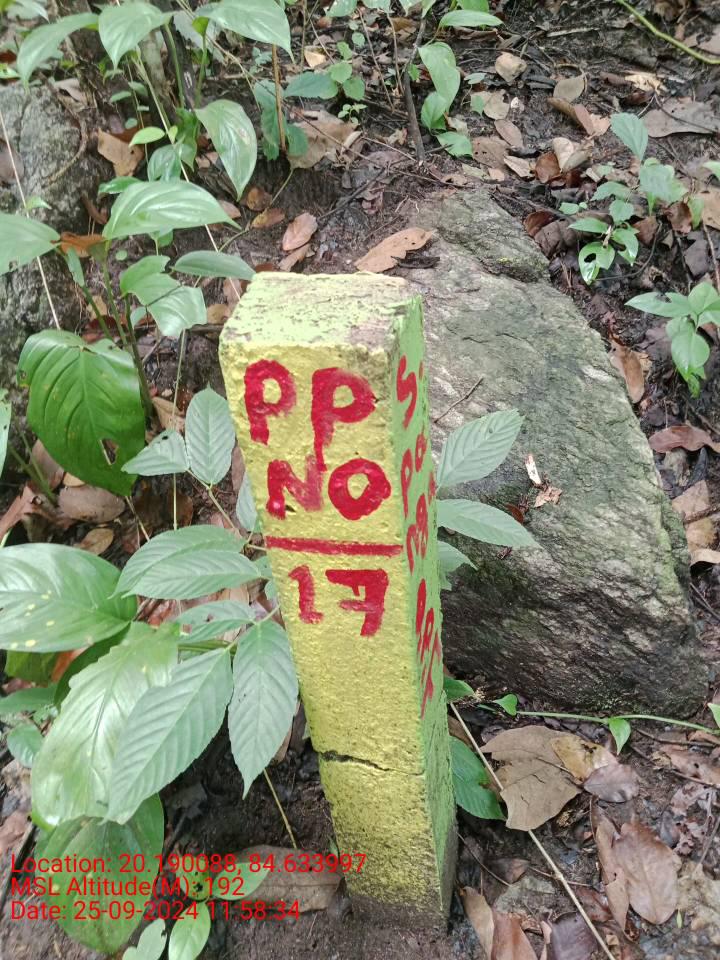 PP
NO
17
Location: 20.190088, 84.633997
MSL Altitude(M): 192
Date: 25-09-2024 11:58:34